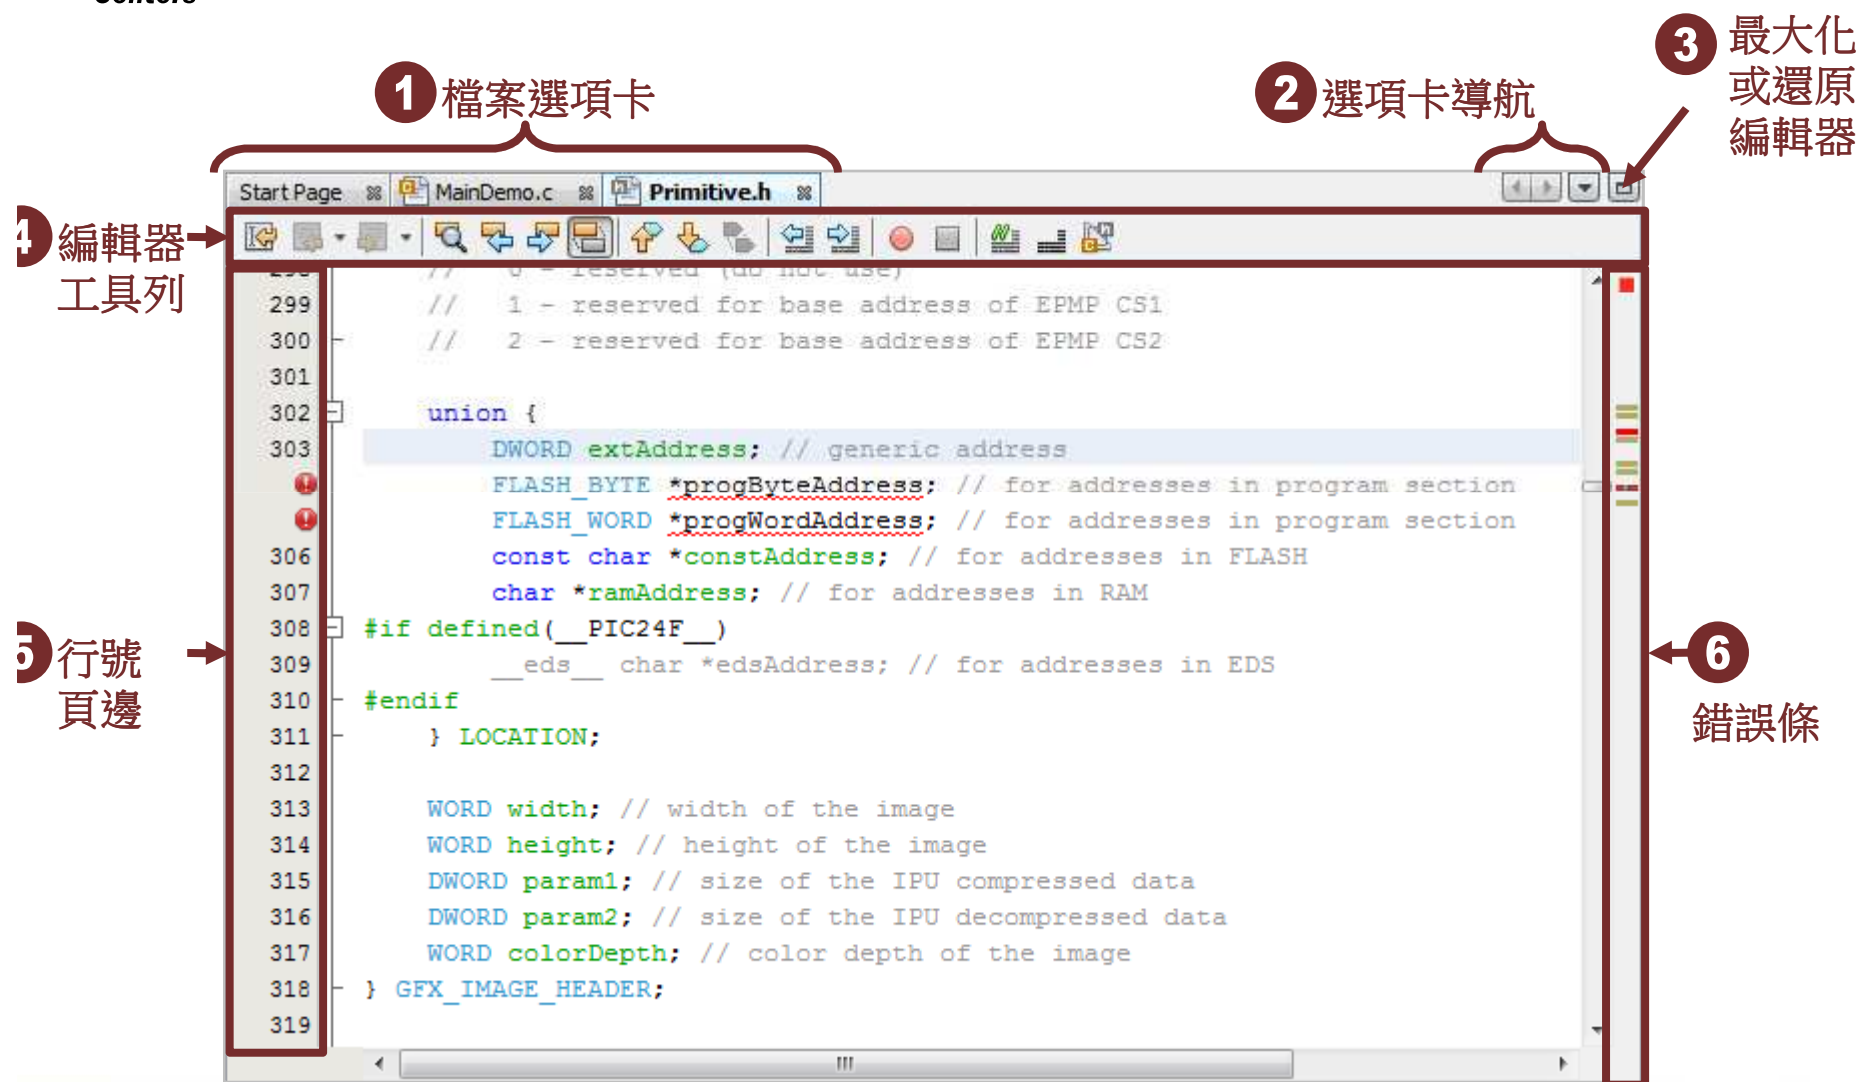 1 檔案選項卡
2 選項卡導航
3 最大化
或還原
編輯器
Start Page MainDemo.c Primitive.h
4 編輯器
工具列
// 0 - reserved (do not use)
299 // 1 - reserved for base address of EPMP CS1
300 // 2 - reserved for base address of EPMP CS2
301
302 union {
303 DWORD extAddress; // generic address
FLASH_BYTE *progByteAddress; // for addresses in program section
FLASH_WORD *progWordAddress; // for addresses in program section
306 const char *constAddress; // for addresses in FLASH
307 char *ramAddress; // for addresses in RAM
308 #if defined(__PIC24F__)
309 __eds__ char *edsAddress; // for addresses in EDS
310 #endif
311 } LOCATION;
312
313 WORD width; // width of the image
314 WORD height; // height of the image
315 DWORD param1; // size of the IPU compressed data
316 DWORD param2; // size of the IPU decompressed data
317 WORD colorDepth; // color depth of the image
318 } GFX_IMAGE_HEADER;
319
5 行號
頁邊
6
錯誤條